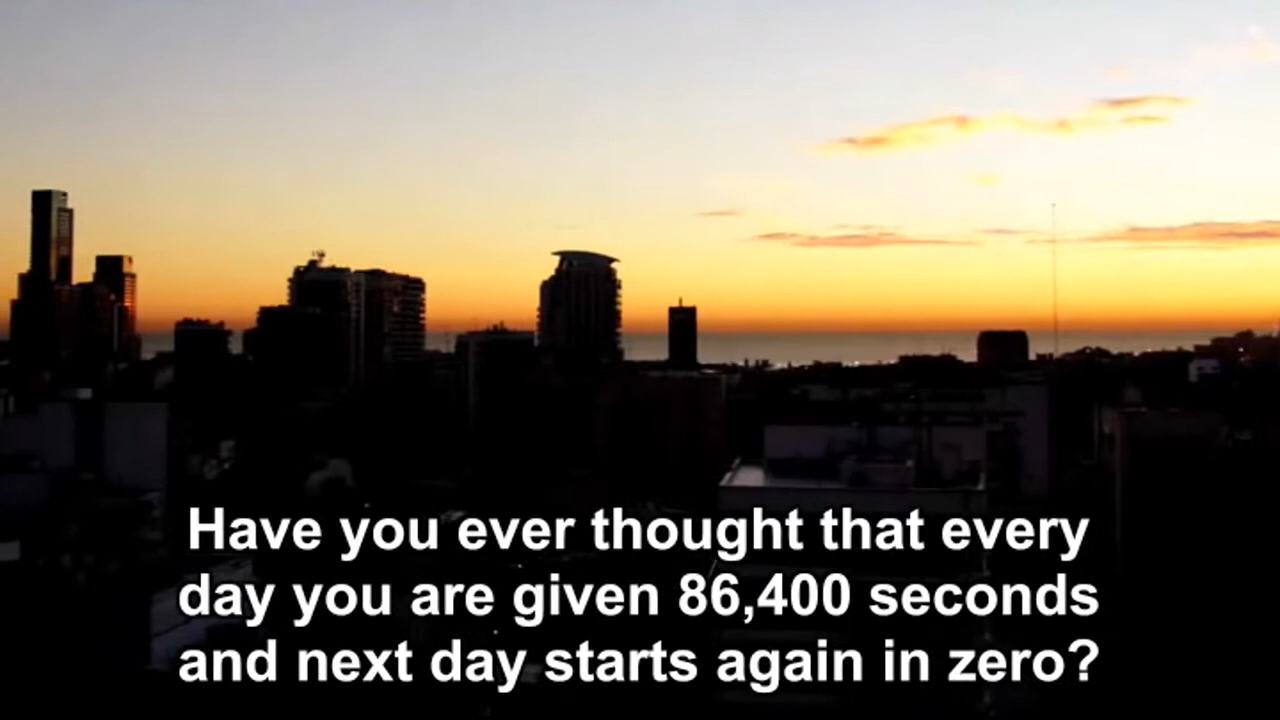 Have you ever thought that every
day you are given 86,400 seconds
and next day starts again in zero?